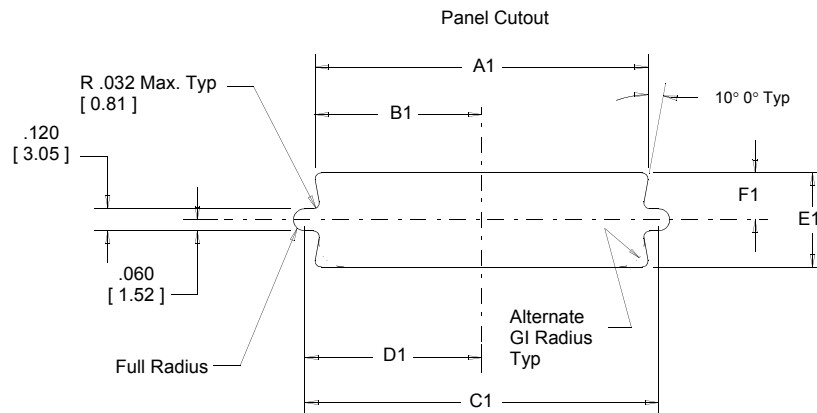 Panel Cutout
A1
R .032 Max. Typ
[ 0.81 ]
10° 0° Typ
B1
.120
[ 3.05 ]
F1
E1
.060
[ 1.52 ]
Alternate
GI Radius
Typ
Full Radius
D1
C1